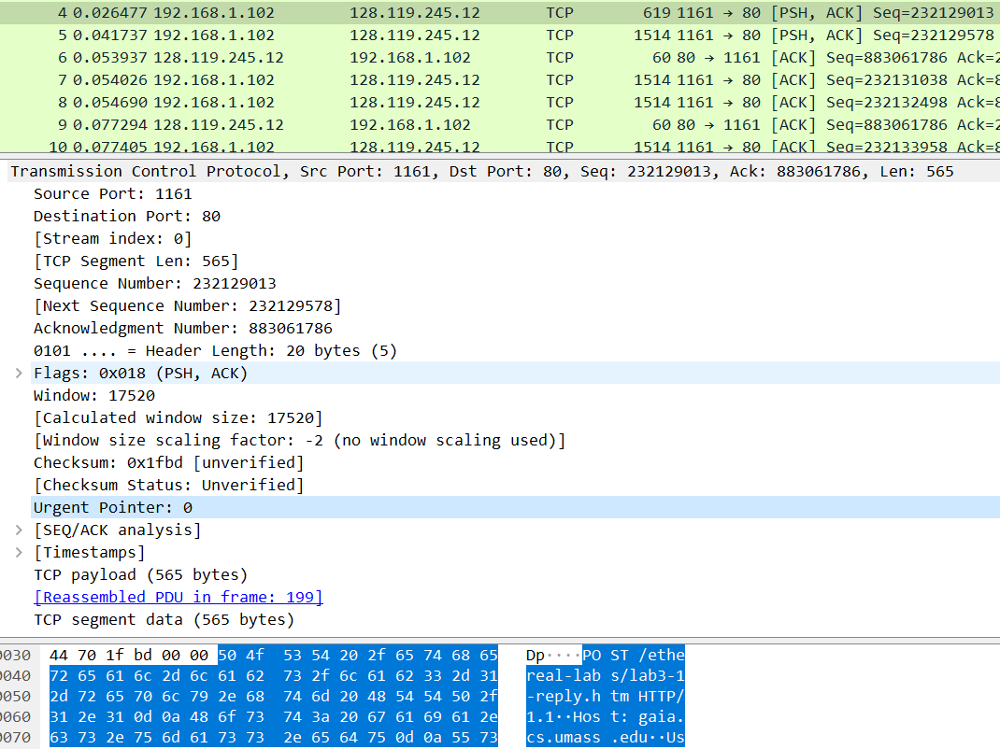 4 0.026477 192.168.1.102 128.119.245.12 TCP 619 1161 → 80 [PSH, ACK] Seq=232129013
5 0.041737 192.168.1.102 128.119.245.12 TCP 1514 1161 → 80 [PSH, ACK] Seq=232129578
6 0.053937 128.119.245.12 192.168.1.102 TCP 60 80 → 1161 [ACK] Seq=883061786 Ack=2
7 0.054026 192.168.1.102 128.119.245.12 TCP 1514 1161 → 80 [ACK] Seq=232131038 Ack=8
8 0.054690 192.168.1.102 128.119.245.12 TCP 1514 1161 → 80 [ACK] Seq=232132498 Ack=8
9 0.077294 128.119.245.12 192.168.1.102 TCP 60 80 → 1161 [ACK] Seq=883061786 Ack=2
10 0.077405 192.168.1.102 128.119.245.12 TCP 1514 1161 → 80 [ACK] Seq=232133958 Ack=8
Transmission Control Protocol, Src Port: 1161, Dst Port: 80, Seq: 232129013, Ack: 883061786, Len: 565
Source Port: 1161
Destination Port: 80
[Stream index: 0]
[TCP Segment Len: 565]
Sequence Number: 232129013
[Next Sequence Number: 232129578]
Acknowledgment Number: 883061786
0101 .... = Header Length: 20 bytes (5)
Flags: 0x018 (PSH, ACK)
Window: 17520
[Calculated window size: 17520]
[Window size scaling factor: -2 (no window scaling used)]
Checksum: 0x1fbd [unverified]
[Checksum Status: Unverified]
Urgent Pointer: 0
[SEQ/ACK analysis]
[Timestamps]
TCP payload (565 bytes)
[Reassembled PDU in frame: 199]
TCP segment data (565 bytes)
0030 44 70 1f bd 00 00 50 4f 53 54 20 2f 65 74 68 65 Dp····PO ST /ethe
0040 72 65 61 6c 2d 6c 61 62 73 2f 6c 61 62 33 2d 31 real-lab s/lab3-1
0050 2d 72 65 70 6c 79 2e 68 74 6d 20 48 54 54 50 2f -reply.h tm HTTP/
0060 31 2e 31 0d 0a 48 6f 73 74 3a 20 67 61 69 61 2e 1.1··Hos t: gaia.
0070 63 73 2e 75 6d 61 73 73 2e 65 64 75 0d 0a 55 73 cs.umass .edu··Us